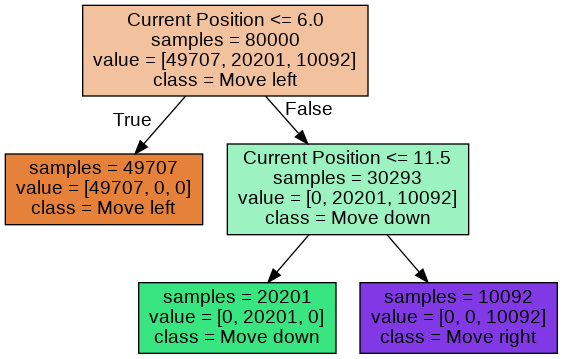 Current Position <= 6.0
samples = 80000
value = [49707, 20201, 10092]
class = Move left
True
False
samples = 49707
value = [49707, 0, 0]
class = Move left
Current Position <= 11.5
samples = 30293
value = [0, 20201, 10092]
class = Move down
samples = 20201
value = [0, 20201, 0]
class = Move down
samples = 10092
value = [0, 0, 10092]
class = Move right